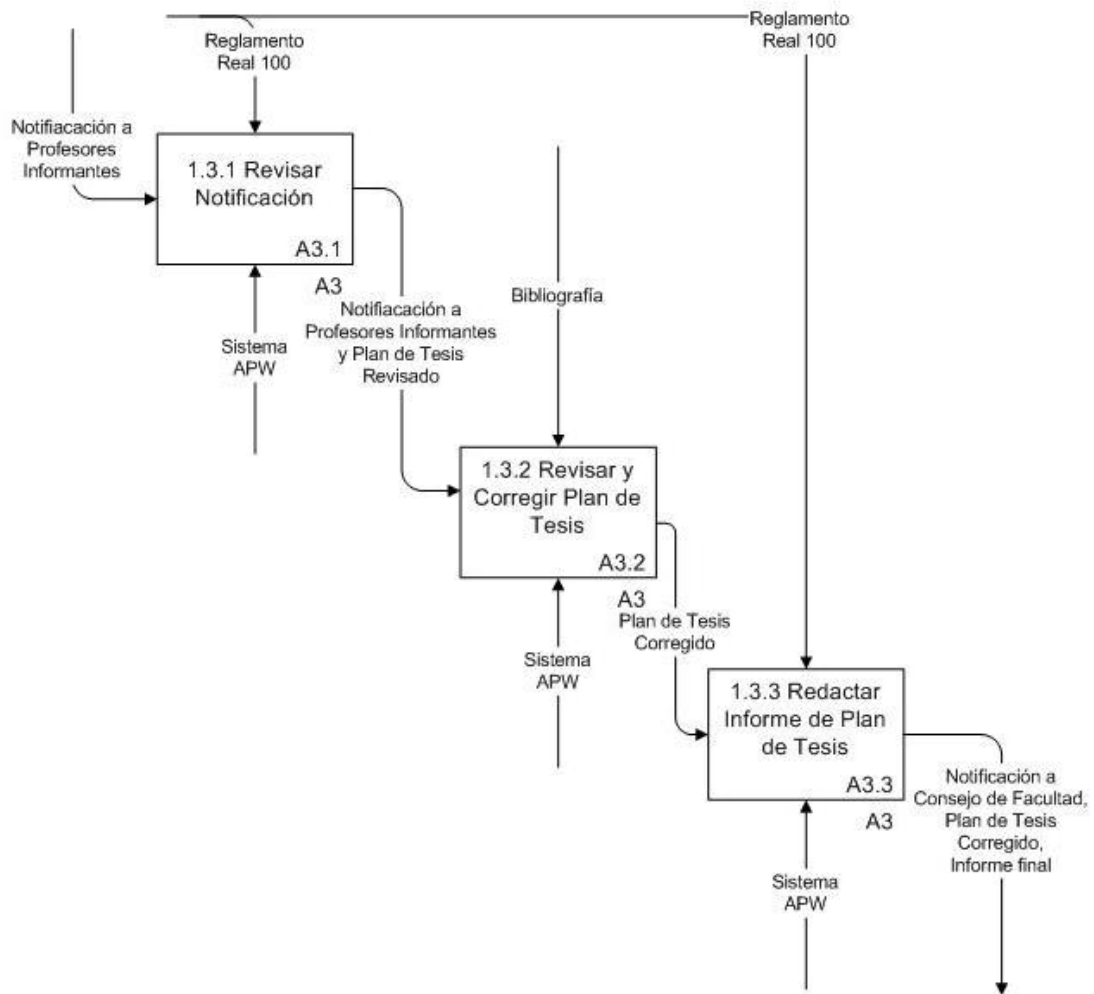 Reglamento
Real 100
Reglamento
Real 100
Notifiacación a
Profesores
Informantes
1.3.1 Revisar
Notificación
A3.1
A3
Sistema
APW
Notifiacación a
Profesores Informantes
y Plan de Tesis
Revisado
Bibliografía
1.3.2 Revisar y
Corregir Plan de
Tesis
A3.2
A3
Sistema
APW
Plan de Tesis
Corregido
1.3.3 Redactar
Informe de Plan
de Tesis
A3.3
A3
Sistema
APW
Notificación a
Consejo de Facultad,
Plan de Tesis
Corregido,
Informe final